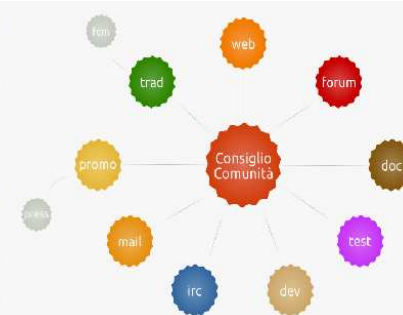 fcm
web
trad
forum
Consiglio
Comunità
promo
doc
press
mail
test
irc
dev